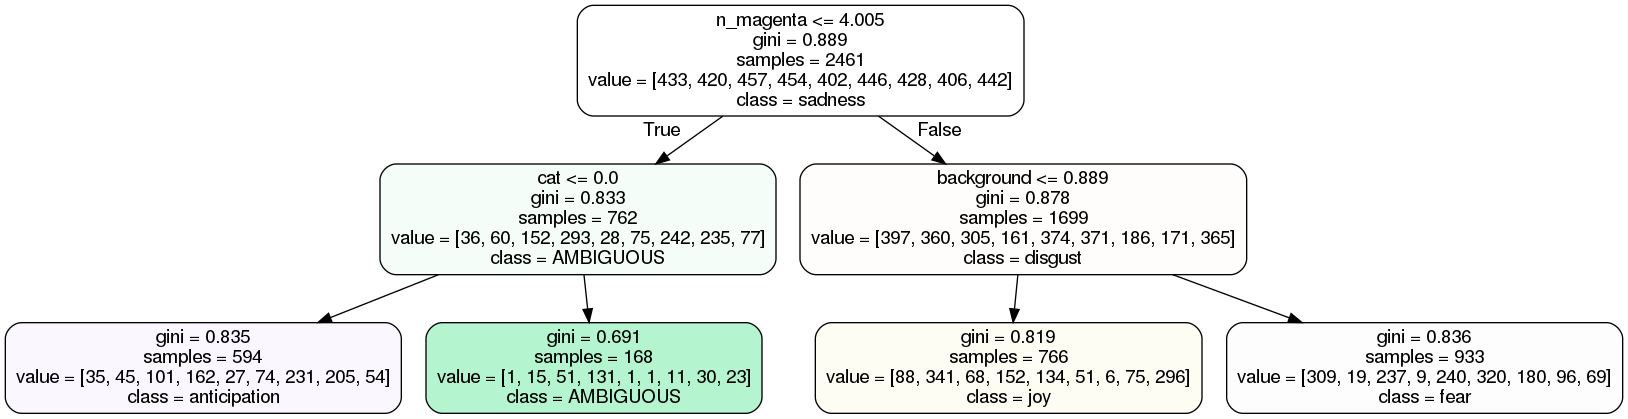 n_magenta <= 4.005
gini = 0.889
samples = 2461
value = [433, 420, 457, 454, 402, 446, 428, 406, 442]
class = sadness
True
False
cat <= 0.0
gini = 0.833
samples = 762
value = [36, 60, 152, 293, 28, 75, 242, 235, 77]
class = AMBIGUOUS
background <= 0.889
gini = 0.878
samples = 1699
value = [397, 360, 305, 161, 374, 371, 186, 171, 365]
class = disgust
gini = 0.835
samples = 594
value = [35, 45, 101, 162, 27, 74, 231, 205, 54]
class = anticipation
gini = 0.691
samples = 168
value = [1, 15, 51, 131, 1, 1, 11, 30, 23]
class = AMBIGUOUS
gini = 0.819
samples = 766
value = [88, 341, 68, 152, 134, 51, 6, 75, 296]
class = joy
gini = 0.836
samples = 933
value = [309, 19, 237, 9, 240, 320, 180, 96, 69]
class = fear